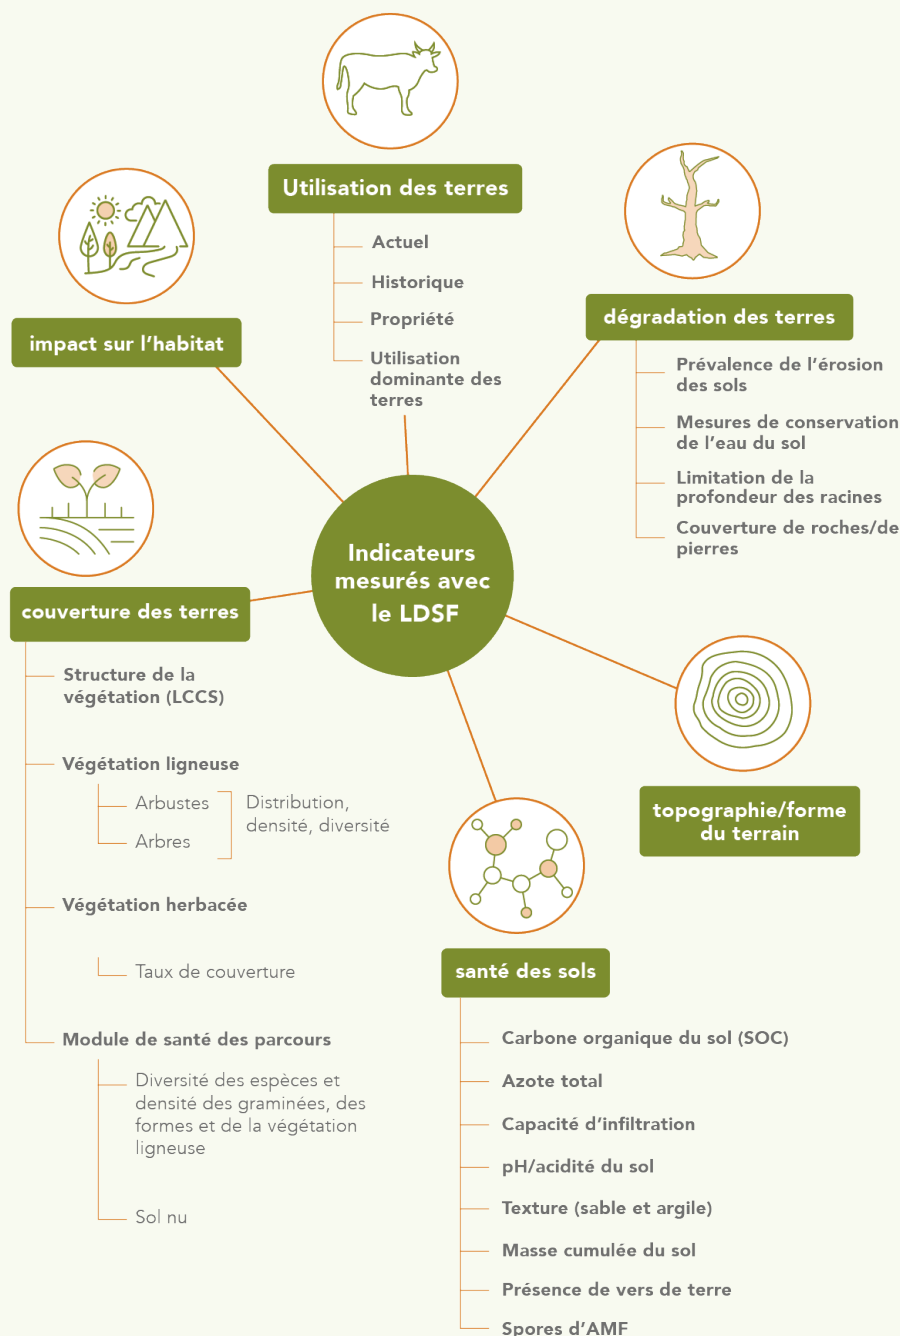 Utilisation des terres
Actuel
Historique
Propriété
Utilisation
dominante des
terres
impact sur l'habitat
dégradation des terres
Prévalence de l'érosion
des sols
Mesures de conservation
de l'eau du sol
Limitation de la
profondeur des racines
Couverture de roches/de
pierres
Indicateurs
mesurés avec
le LDSF
couverture des terres
Structure de la
végétation (LCCS)
Végétation ligneuse
Arbustes
Arbres
Distribution,
densité, diversité
Végétation herbacée
Taux de couverture
Module de santé des parcours
Diversité des espèces et
densité des graminées, des
formes et de la végétation
ligneuse
Sol nu
topographie/forme
du terrain
santé des sols
Carbone organique du sol (SOC)
Azote total
Capacité d'infiltration
pH/acidité du sol
Texture (sable et argile)
Masse cumulée du sol
Présence de vers de terre
Spores d'AMF